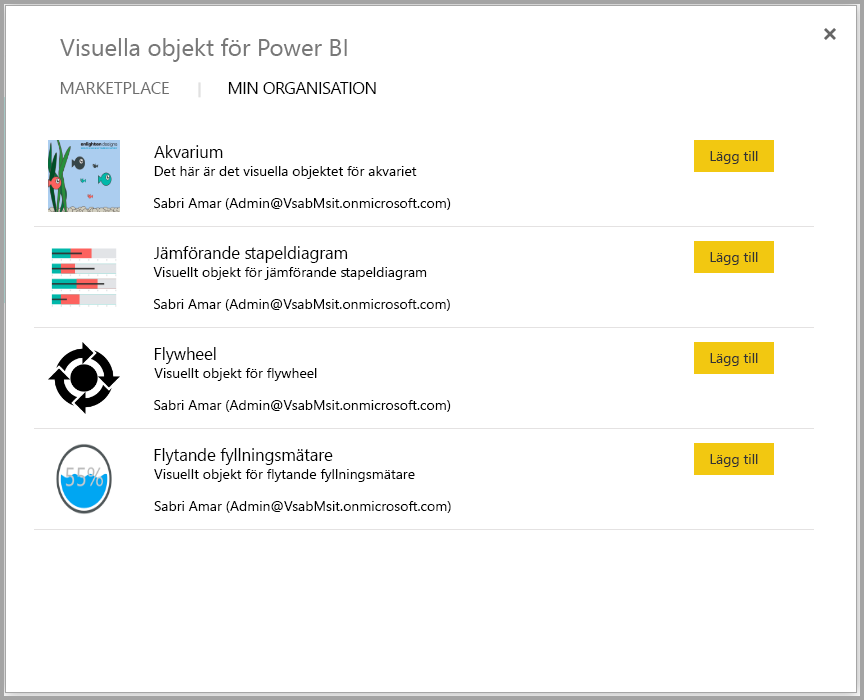 Visuella objekt för Power BI
MARKETPLACE | MIN ORGANISATION
enlighten designs
Akvarium
Lägg till
Det här är det visuella objektet för akvariet
Sabri Amar (Admin@VsabMsit.onmicrosoft.com)
Jämförande stapeldiagram
Lägg till
Visuellt objekt för jämförande stapeldiagram
Sabri Amar (Admin@VsabMsit.onmicrosoft.com)
Flywheel
Lägg till
Visuellt objekt för flywheel
Sabri Amar (Admin@VsabMsit.onmicrosoft.com)
Flytande fyllningsmätare
Lägg till
55%
Visuellt objekt för flytande fyllningsmätare
Sabri Amar (Admin@VsabMsit.onmicrosoft.com)